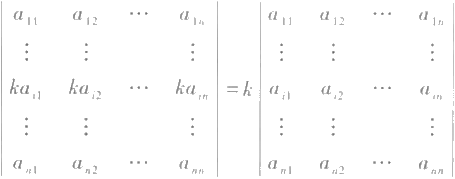 | a₁₁ a₁₂ ⋯ a₁ₙ | | a₁₁ a₁₂ ⋯ a₁ₙ |
| ⋮ ⋮ ⋮ | | ⋮ ⋮ ⋮ |
| kaᵢ₁ kaᵢ₂ ⋯ kaᵢₙ | = k | aᵢ₁ aᵢ₂ ⋯ aᵢₙ |
| ⋮ ⋮ ⋮ | | ⋮ ⋮ ⋮ |
| aₙ₁ aₙ₂ ⋯ aₙₙ | | aₙ₁ aₙ₂ ⋯ aₙₙ |